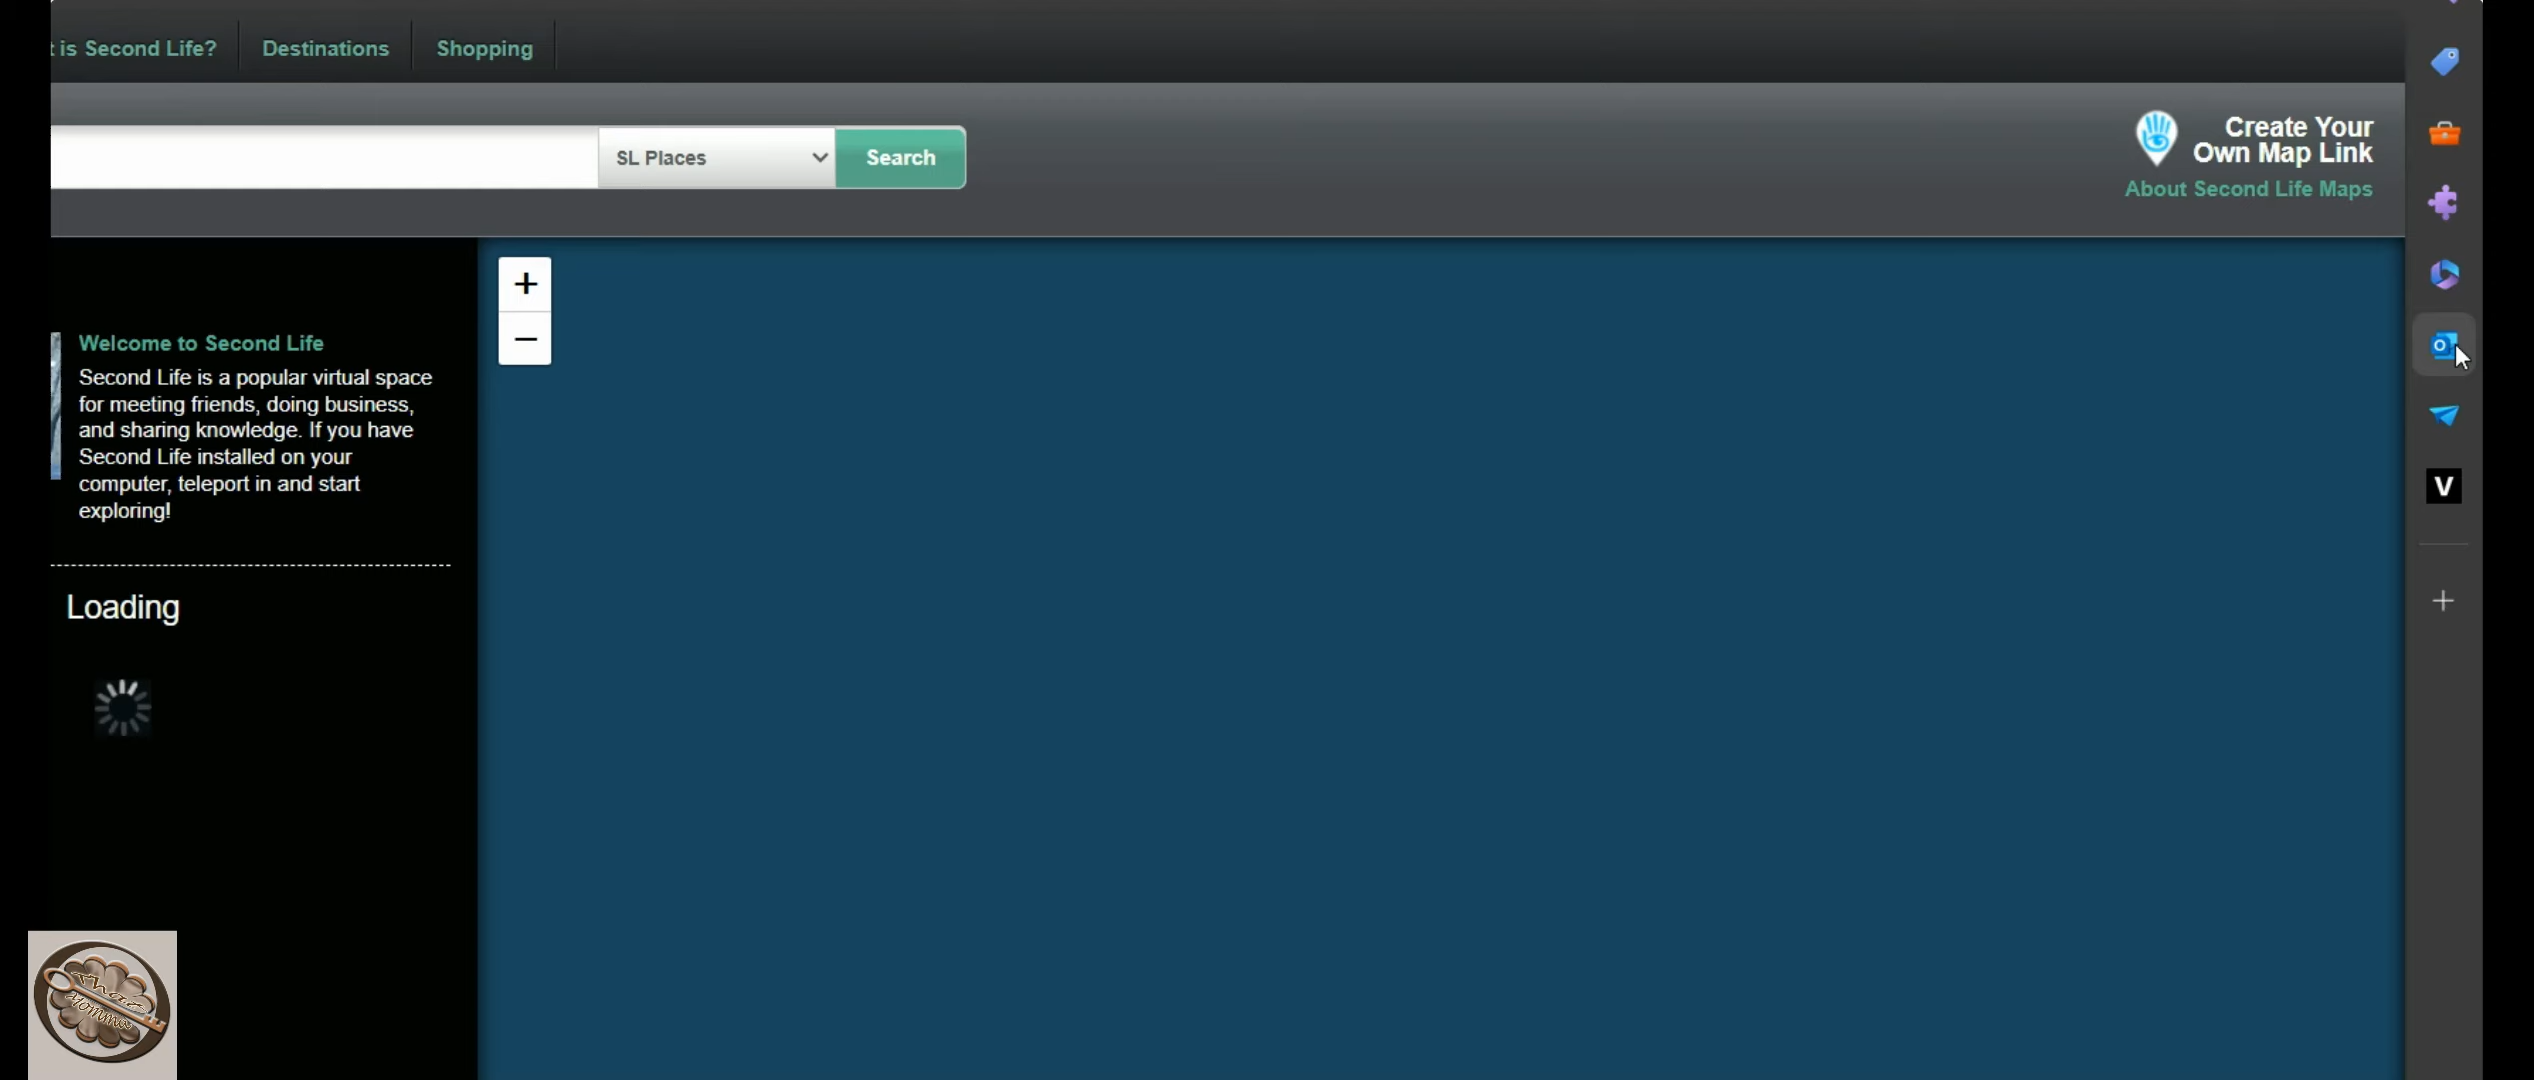 t is Second Life?
Destinations
Shopping
SL Places
Search
Create Your
Own Map Link
About Second Life Maps
+
−
Welcome to Second Life
Second Life is a popular virtual space
for meeting friends, doing business,
and sharing knowledge. If you have
Second Life installed on your
computer, teleport in and start
exploring!
Loading
V
That
Momma